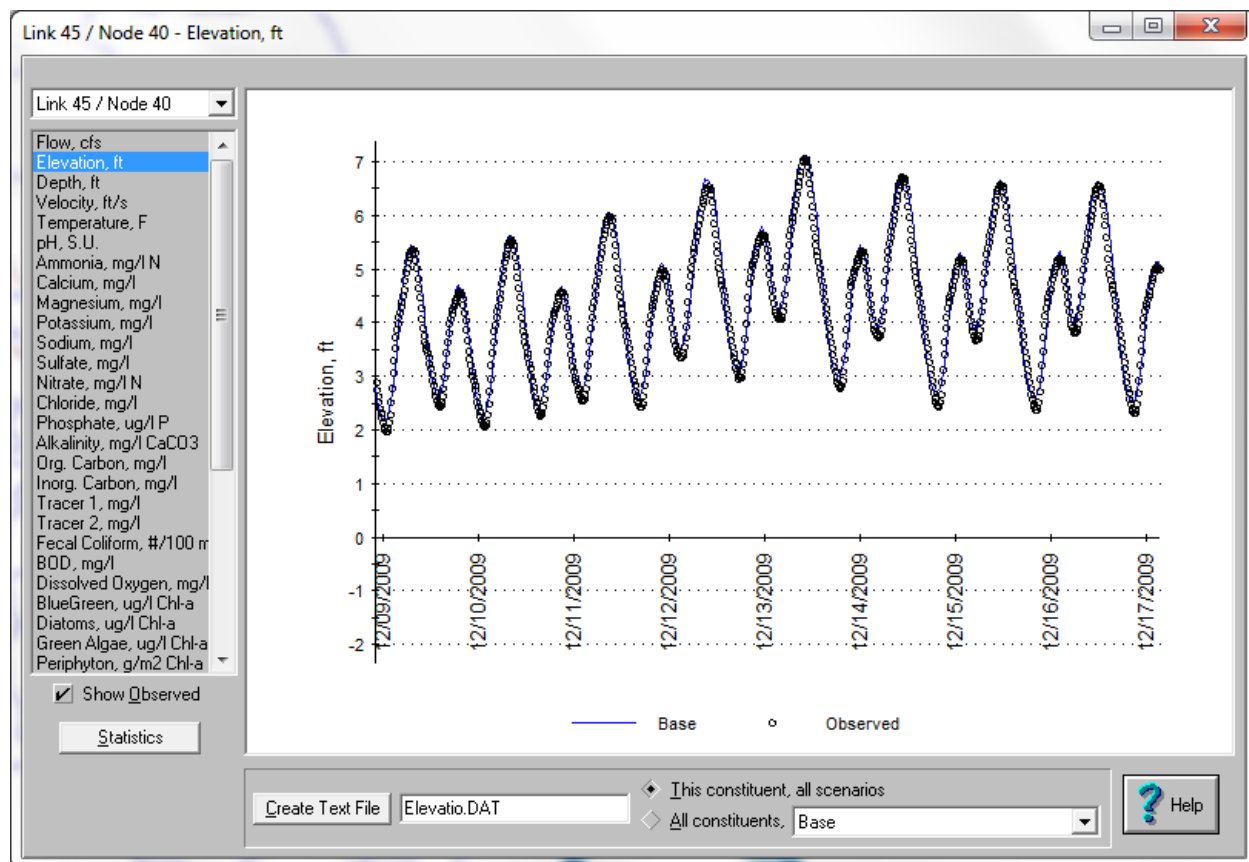 Link 45 / Node 40 - Elevation, ft
Link 45 / Node 40
Flow, cfs
Elevation, ft
Depth, ft
Velocity, ft/s
Temperature, F
pH, S.U.
Ammonia, mg/l N
Calcium, mg/l
Magnesium, mg/l
Potassium, mg/l
Sodium, mg/l
Sulfate, mg/l
Nitrate, mg/l N
Chloride, mg/l
Phosphate, ug/l P
Alkalinity, mg/l CaCO3
Org. Carbon, mg/l
Inorg. Carbon, mg/l
Tracer 1, mg/l
Tracer 2, mg/l
Fecal Coliform, #/100 m
BOD, mg/l
Dissolved Oxygen, mg/l
BlueGreen, ug/l Chl-a
Diatoms, ug/l Chl-a
Green Algae, ug/l Chl-a
Periphyton, g/m2 Chl-a
Show Observed
Statistics
Elevation, ft
7
6
5
4
3
2
1
0
-1
-2
12/09/2009
12/10/2009
12/11/2009
12/12/2009
12/13/2009
12/14/2009
12/15/2009
12/16/2009
12/17/2009
Base
Observed
Create Text File
Elevatio.DAT
This constituent, all scenarios
All constituents,
Base
Help